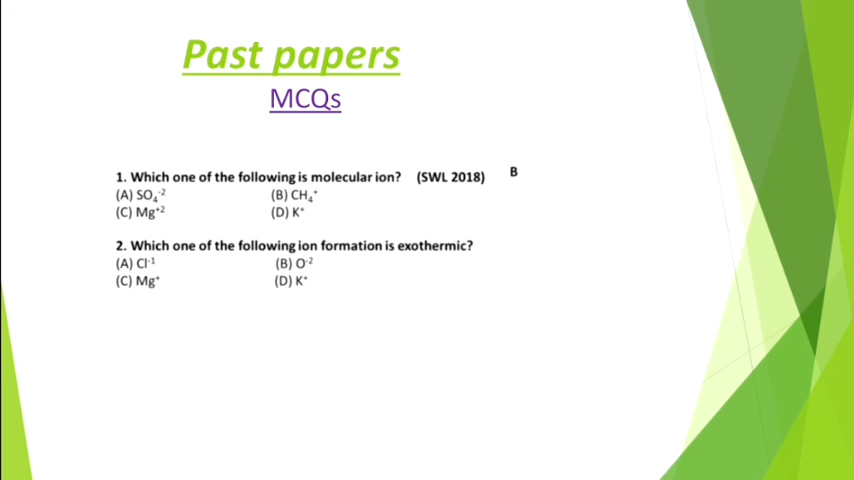 Past papers
MCQs
1. Which one of the following is molecular ion? (SWL 2018) B
(A) SO₄⁻² (B) CH₄⁺
(C) Mg⁺² (D) K⁺
2. Which one of the following ion formation is exothermic?
(A) Cl⁻¹ (B) O⁻²
(C) Mg⁺ (D) K⁺